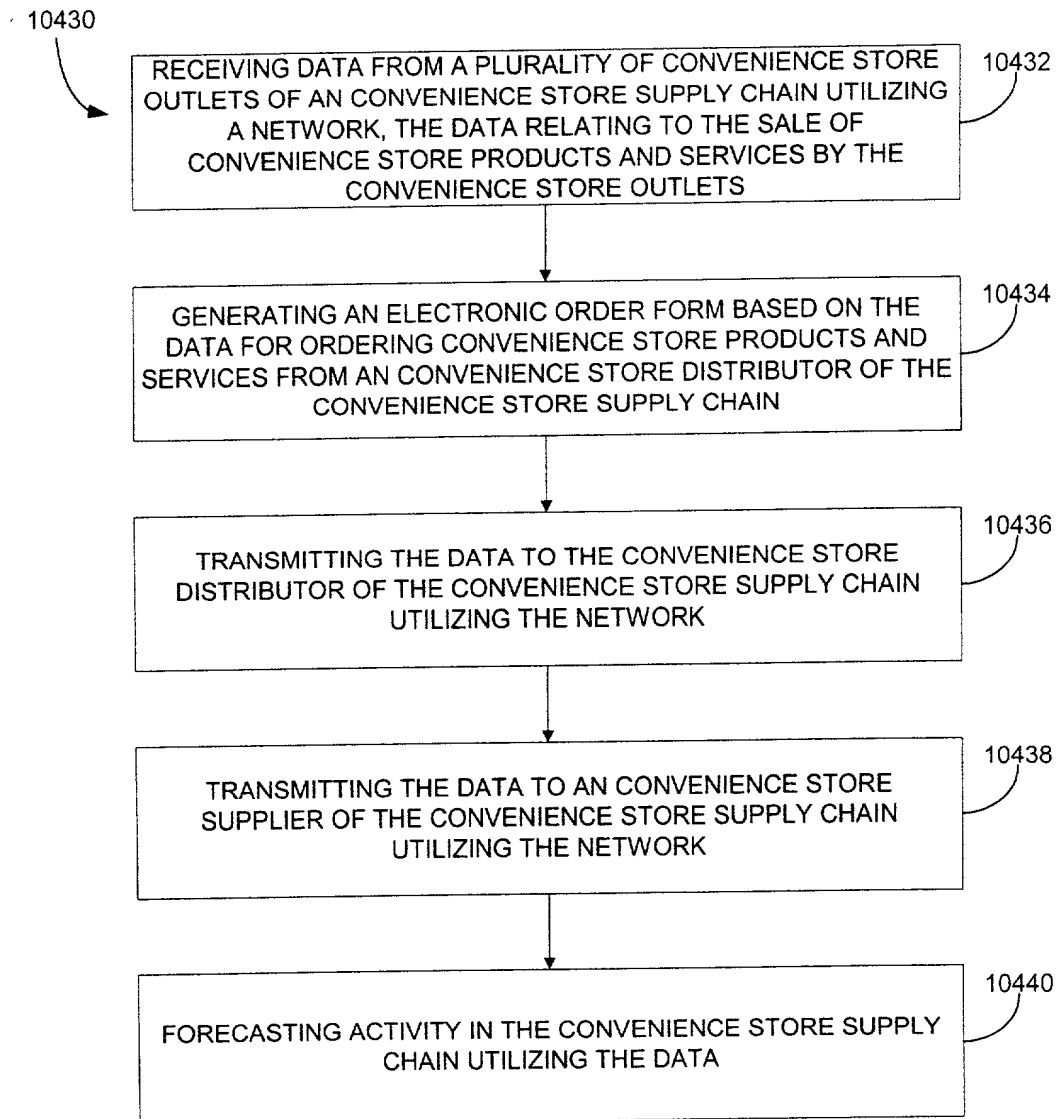 10430
RECEIVING DATA FROM A PLURALITY OF CONVENIENCE STORE
OUTLETS OF AN CONVENIENCE STORE SUPPLY CHAIN UTILIZING
A NETWORK, THE DATA RELATING TO THE SALE OF
CONVENIENCE STORE PRODUCTS AND SERVICES BY THE
CONVENIENCE STORE OUTLETS
10432
GENERATING AN ELECTRONIC ORDER FORM BASED ON THE
DATA FOR ORDERING CONVENIENCE STORE PRODUCTS AND
SERVICES FROM AN CONVENIENCE STORE DISTRIBUTOR OF THE
CONVENIENCE STORE SUPPLY CHAIN
10434
TRANSMITTING THE DATA TO THE CONVENIENCE STORE
DISTRIBUTOR OF THE CONVENIENCE STORE SUPPLY CHAIN
UTILIZING THE NETWORK
10436
TRANSMITTING THE DATA TO AN CONVENIENCE STORE
SUPPLIER OF THE CONVENIENCE STORE SUPPLY CHAIN
UTILIZING THE NETWORK
10438
FORECASTING ACTIVITY IN THE CONVENIENCE STORE SUPPLY
CHAIN UTILIZING THE DATA
10440